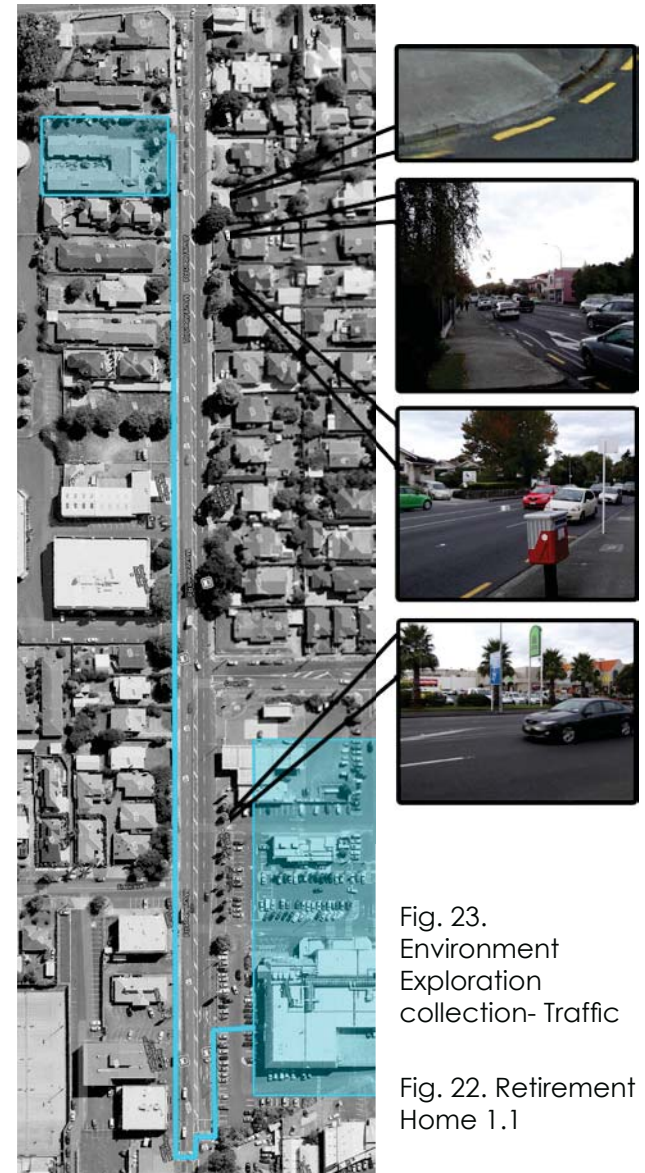 Fig. 23.
Environment
Exploration
collection- Traffic
Fig. 22. Retirement
Home 1.1